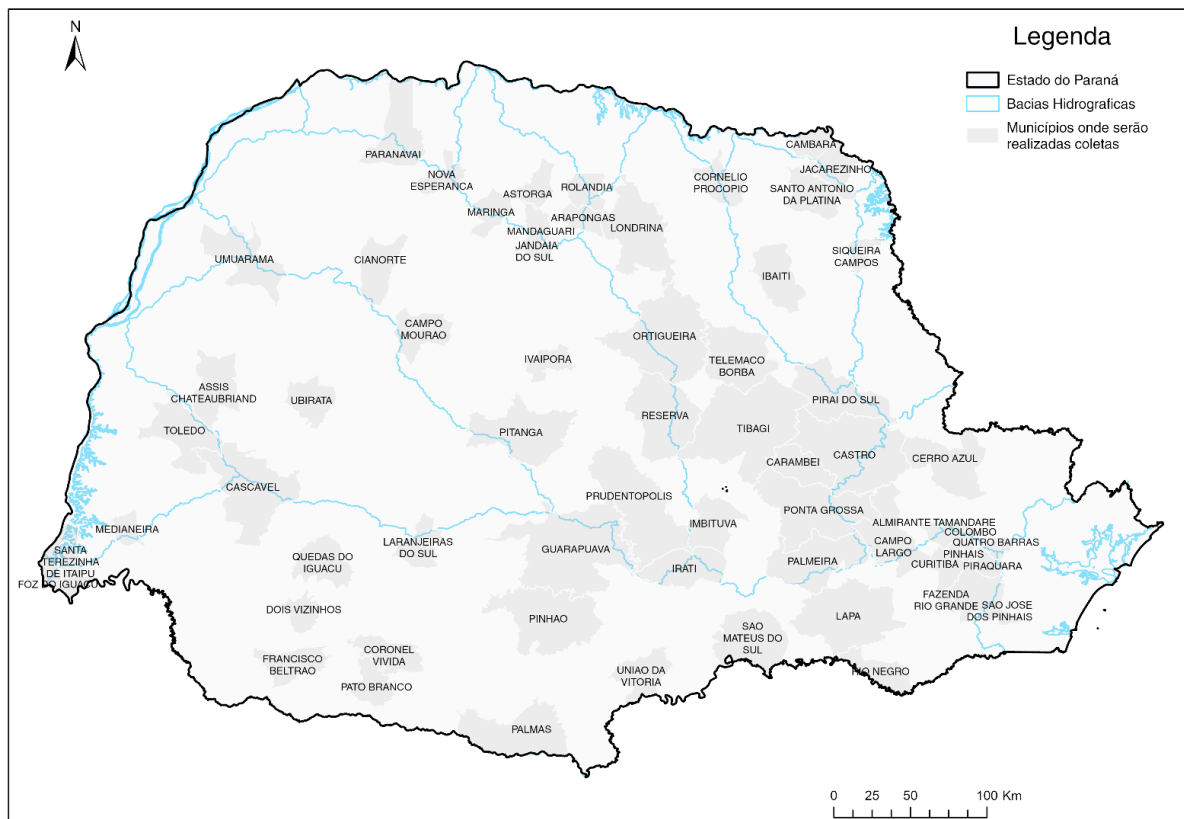 N
Legenda
Estado do Paraná
Bacias Hidrograficas
Municípios onde serão
realizadas coletas
CAMBARA
PARANAVAI
JACAREZINHO
NOVA
ESPERANCA
CORNELIO
PROCOPIO
ASTORGA
ROLANDIA
SANTO ANTONIO
DA PLATINA
MARINGA
ARAPONGAS
MANDAGUARI
LONDRINA
JANDAIA
DO SUL
UMUARAMA
CIANORTE
SIQUEIRA
CAMPOS
IBAITI
CAMPO
MOURAO
ORTIGUEIRA
IVAIPORA
TELEMACO
BORBA
ASSIS
CHATEAUBRIAND
UBIRATA
PIRAI DO SUL
RESERVA
TOLEDO
PITANGA
TIBAGI
CARAMBEI
CASTRO
CERRO AZUL
CASCAVEL
PRUDENTOPOLIS
PONTA GROSSA
MEDIANEIRA
IMBITUVA
ALMIRANTE TAMANDARE
COLOMBO
QUATRO BARRAS
LARANJEIRAS
DO SUL
GUARAPUAVA
CAMPO
LARGO
PINHAIS
CURITIBA
PIRAQUARA
SANTA
TEREZINHA
DE ITAIPU
FOZ DO IGUACU
QUEDAS DO
IGUACU
IRATI
PALMEIRA
DOIS VIZINHOS
PINHAO
LAPA
FAZENDA
RIO GRANDE
SAO JOSE
DOS PINHAIS
SAO
MATEUS DO
SUL
FRANCISCO
BELTRAO
CORONEL
VIVIDA
PATO BRANCO
UNIAO DA
VITORIA
RIO NEGRO
PALMAS
0 25 50 100 Km